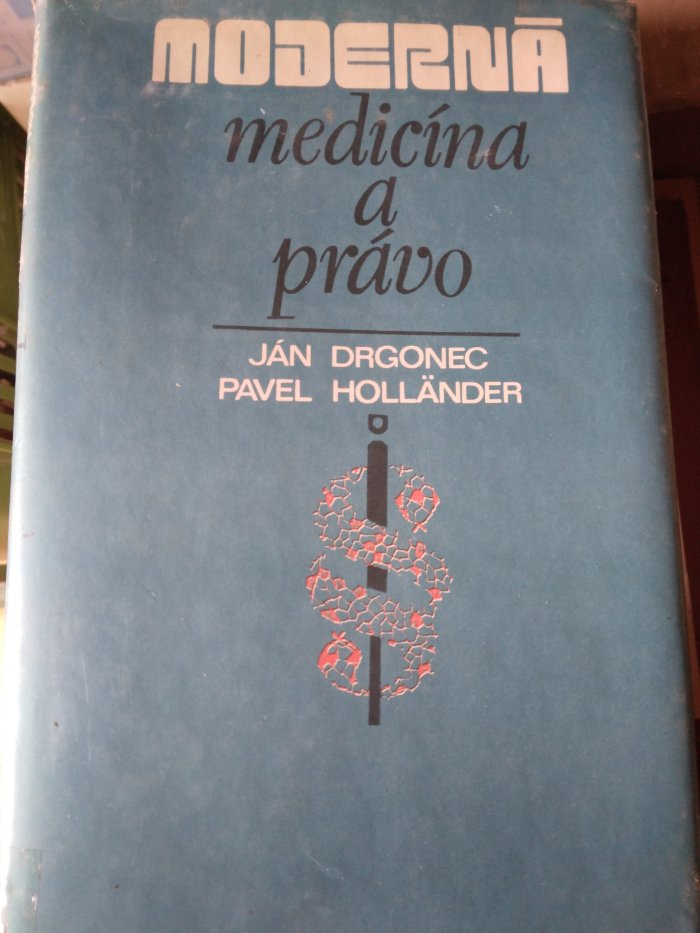 MODERNÁ
medicína
a
právo
JÁN DRGONEC
PAVEL HOLLÄNDER